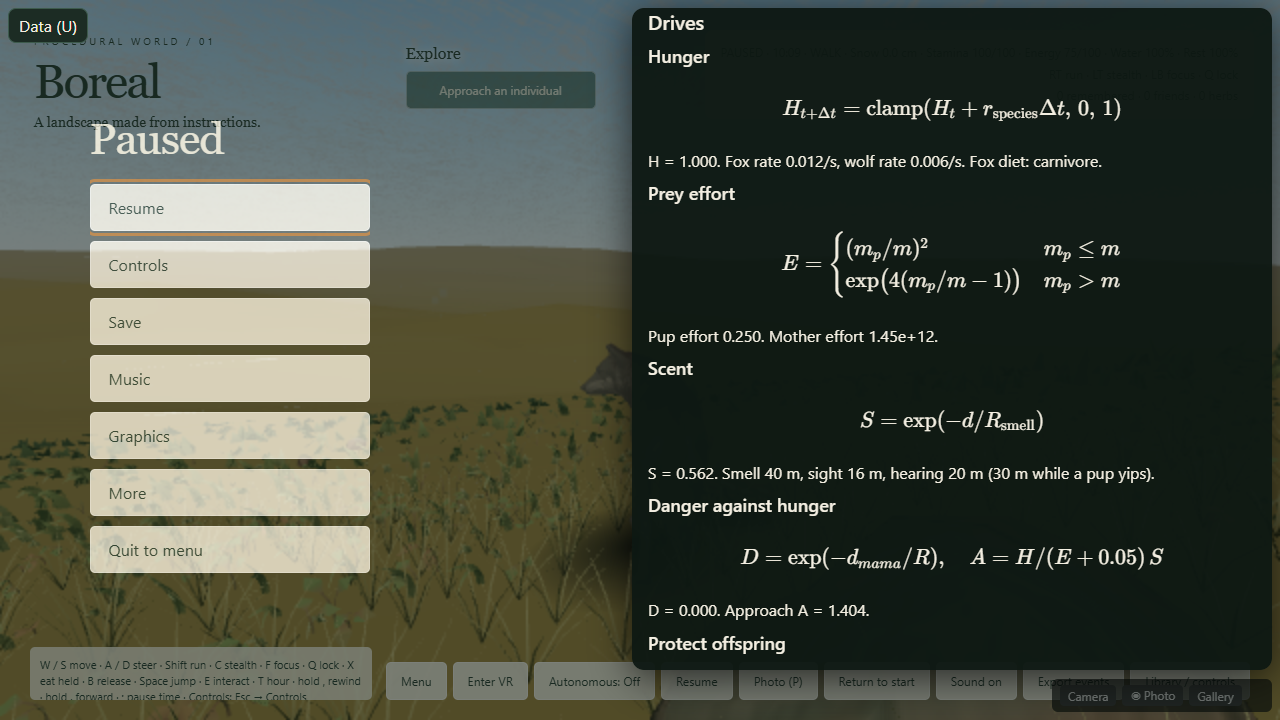 Data (U)
PROCEDURAL WORLD / 01
Boreal
A landscape made from instructions.
Paused
Resume
Controls
Save
Music
Graphics
More
Quit to menu
Explore
Approach an individual
Drives
Hunger
H_{t+Δt} = clamp(H_t + r_species Δt, 0, 1)
H = 1.000. Fox rate 0.012/s, wolf rate 0.006/s. Fox diet: carnivore.
Prey effort
E = { (m_p/m)² m_p ≤ m
exp(4(m_p/m − 1)) m_p > m
Pup effort 0.250. Mother effort 1.45e+12.
Scent
S = exp(−d/R_smell)
S = 0.562. Smell 40 m, sight 16 m, hearing 20 m (30 m while a pup yips).
Danger against hunger
D = exp(−d_mama/R), A = H/(E + 0.05) S
D = 0.000. Approach A = 1.404.
Protect offspring
W / S move · A / D steer · Shift run · C stealth · F focus · Q lock · X
eat held · B release · Space jump · E interact · T hour · hold , rewind
· hold . forward · ; pause time · Controls: Esc → Controls
Menu
Enter VR
Autonomous: Off
Resume
Photo (P)
Return to start
Sound on
Export events
Library / controls
Camera
◉ Photo
Gallery